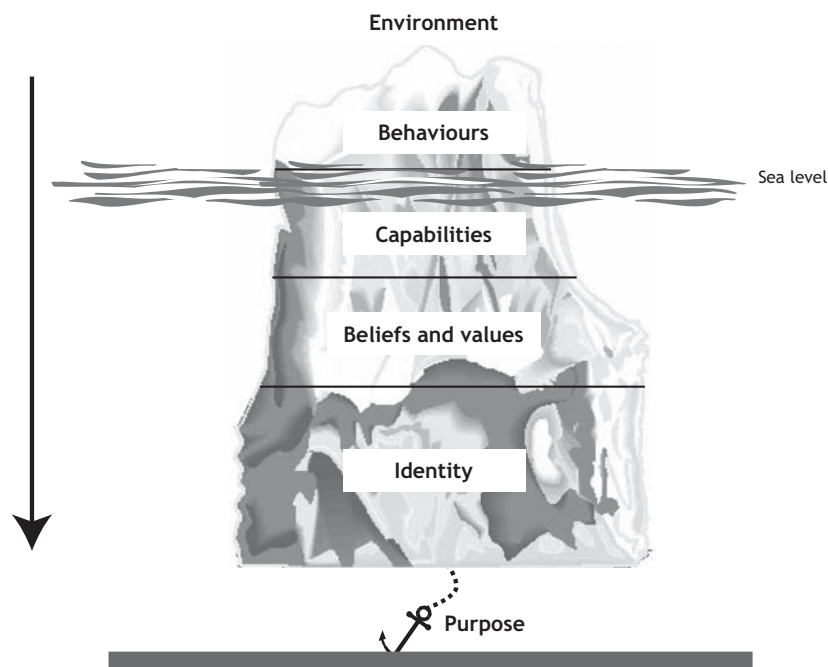 Environment
Behaviours
Sea level
Capabilities
Beliefs and values
Identity
Purpose